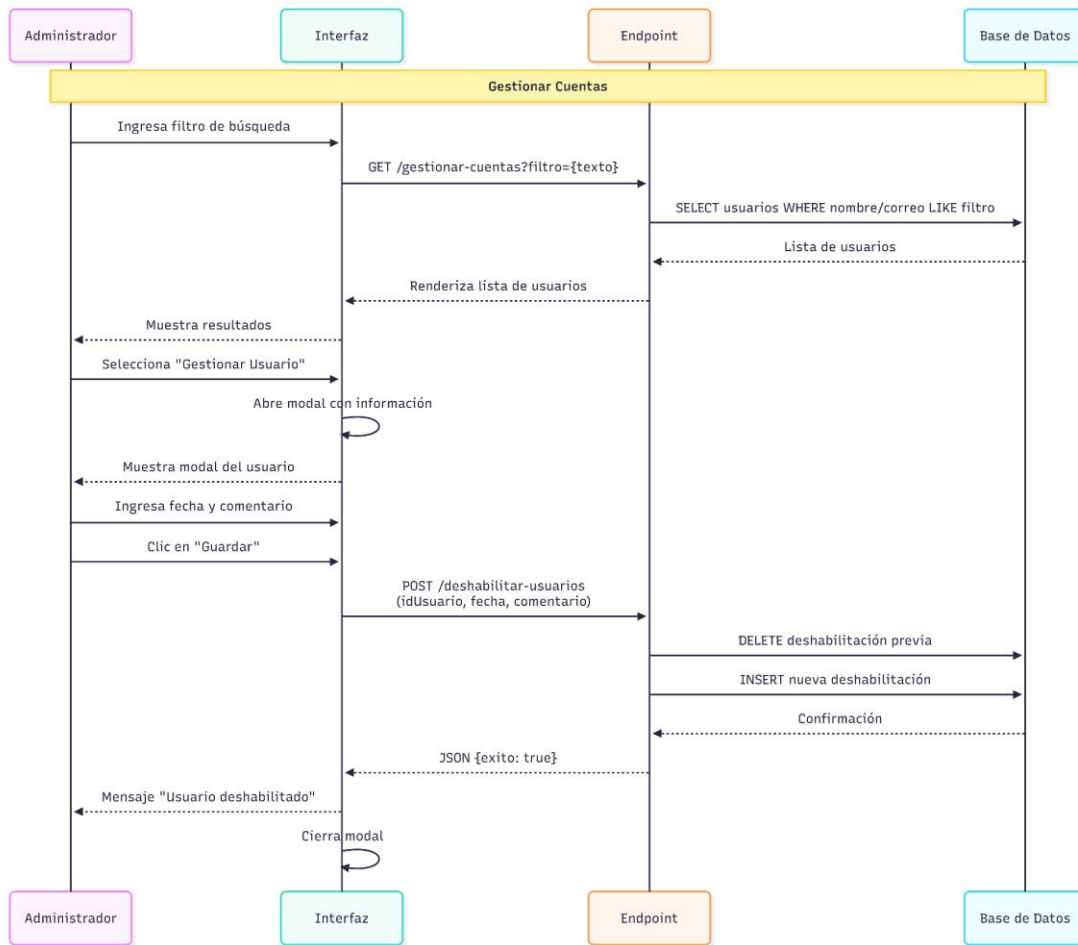 Administrador
Interfaz
Endpoint
Base de Datos
Gestionar Cuentas
Ingresa filtro de búsqueda
GET /gestionar-cuentas?filtro={texto}
SELECT usuarios WHERE nombre/correo LIKE filtro
Lista de usuarios
Renderiza lista de usuarios
Muestra resultados
Selecciona "Gestionar Usuario"
Abre modal con información
Muestra modal del usuario
Ingresa fecha y comentario
Clic en "Guardar"
POST /deshabilitar-usuarios
(idUsuario, fecha, comentario)
DELETE deshabilitación previa
INSERT nueva deshabilitación
Confirmación
JSON {exito: true}
Mensaje "Usuario deshabilitado"
Cierra modal
Administrador
Interfaz
Endpoint
Base de Datos